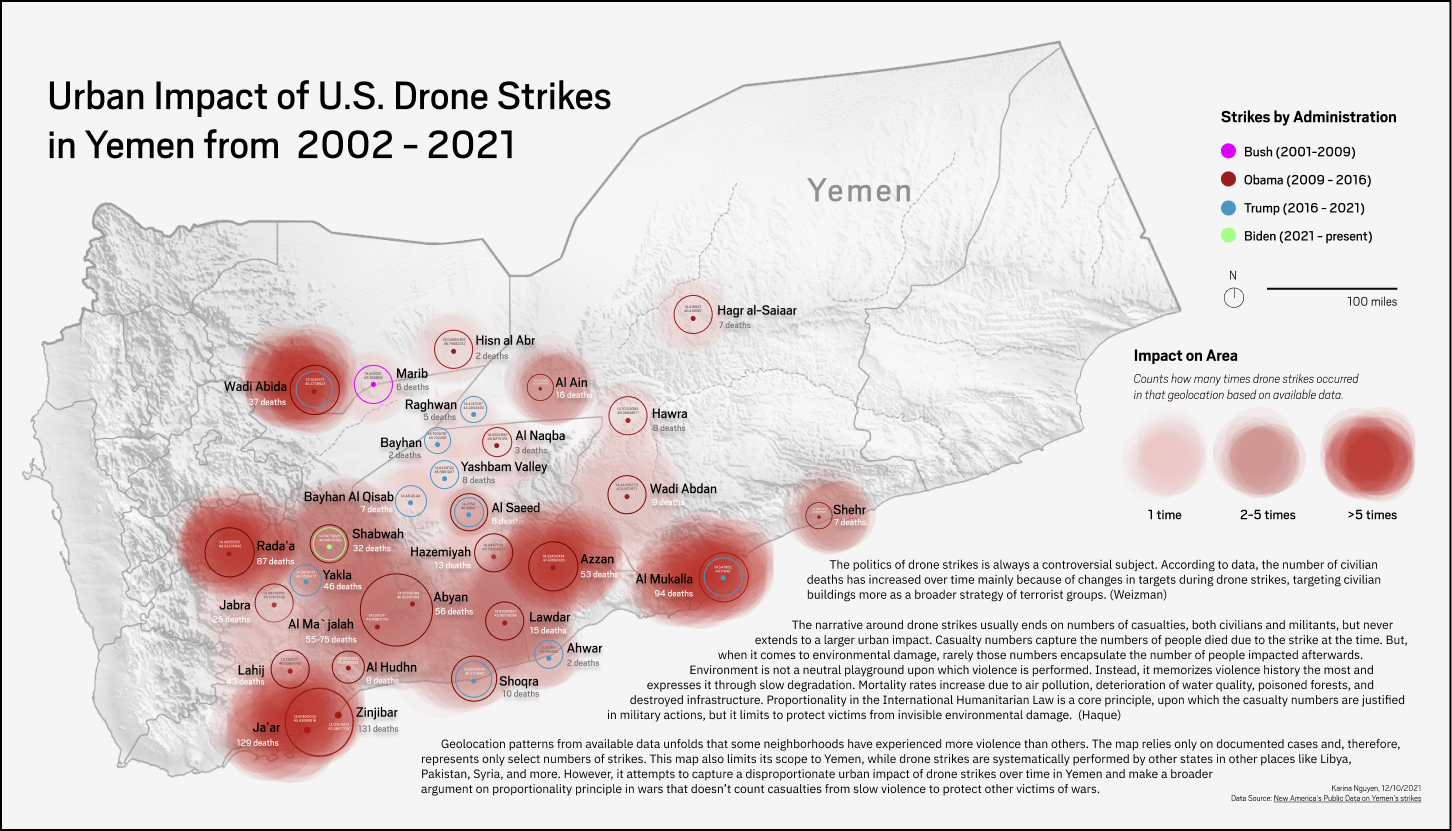 Urban Impact of U.S. Drone Strikes
in Yemen from 2002 - 2021
Yemen
Strikes by Administration
Bush (2001-2009)
Obama (2009 - 2016)
Trump (2016 - 2021)
Biden (2021 - present)
N
100 miles
Impact on Area
Counts how many times drone strikes occurred
in that geolocation based on available data.
1 time
2-5 times
>5 times
Hagr al-Saiaar
7 deaths
Hisn al Abr
2 deaths
Marib
6 deaths
Wadi Abida
37 deaths
Al Ain
16 deaths
Raghwan
5 deaths
Hawra
8 deaths
Bayhan
2 deaths
Al Naqba
3 deaths
Yashbam Valley
8 deaths
Bayhan Al Qisab
7 deaths
Al Saeed
8 death
Wadi Abdan
9 deaths
Shehr
7 deaths
Shabwah
32 deaths
Rada'a
87 deaths
Hazemiyah
13 deaths
Azzan
53 deaths
Al Mukalla
94 deaths
Yakla
46 deaths
Jabra
25 deaths
Abyan
56 deaths
Al Ma`jalah
55-75 deaths
Lawdar
15 deaths
Ahwar
2 deaths
Lahij
43 deaths
Al Hudhn
8 deaths
Shoqra
10 deaths
Zinjibar
131 deaths
Ja'ar
129 deaths
The politics of drone strikes is always a controversial subject. According to data, the number of civilian
deaths has increased over time mainly because of changes in targets during drone strikes, targeting civilian
buildings more as a broader strategy of terrorist groups. (Weizman)
The narrative around drone strikes usually ends on numbers of casualties, both civilians and militants, but never
extends to a larger urban impact. Casualty numbers capture the numbers of people died due to the strike at the time. But,
when it comes to environmental damage, rarely those numbers encapsulate the number of people impacted afterwards.
Environment is not a neutral playground upon which violence is performed. Instead, it memorizes violence history the most and
expresses it through slow degradation. Mortality rates increase due to air pollution, deterioration of water quality, poisoned forests, and
destroyed infrastructure. Proportionality in the International Humanitarian Law is a core principle, upon which the casualty numbers are justified
in military actions, but it limits to protect victims from invisible environmental damage. (Haque)
Geolocation patterns from available data unfolds that some neighborhoods have experienced more violence than others. The map relies only on documented cases and, therefore,
represents only select numbers of strikes. This map also limits its scope to Yemen, while drone strikes are systematically performed by other states in other places like Libya,
Pakistan, Syria, and more. However, it attempts to capture a disproportionate urban impact of drone strikes over time in Yemen and make a broader
argument on proportionality principle in wars that doesn't count casualties from slow violence to protect other victims of wars.
Karina Nguyen, 12/10/2021
Data Source: New America's Public Data on Yemen's strikes